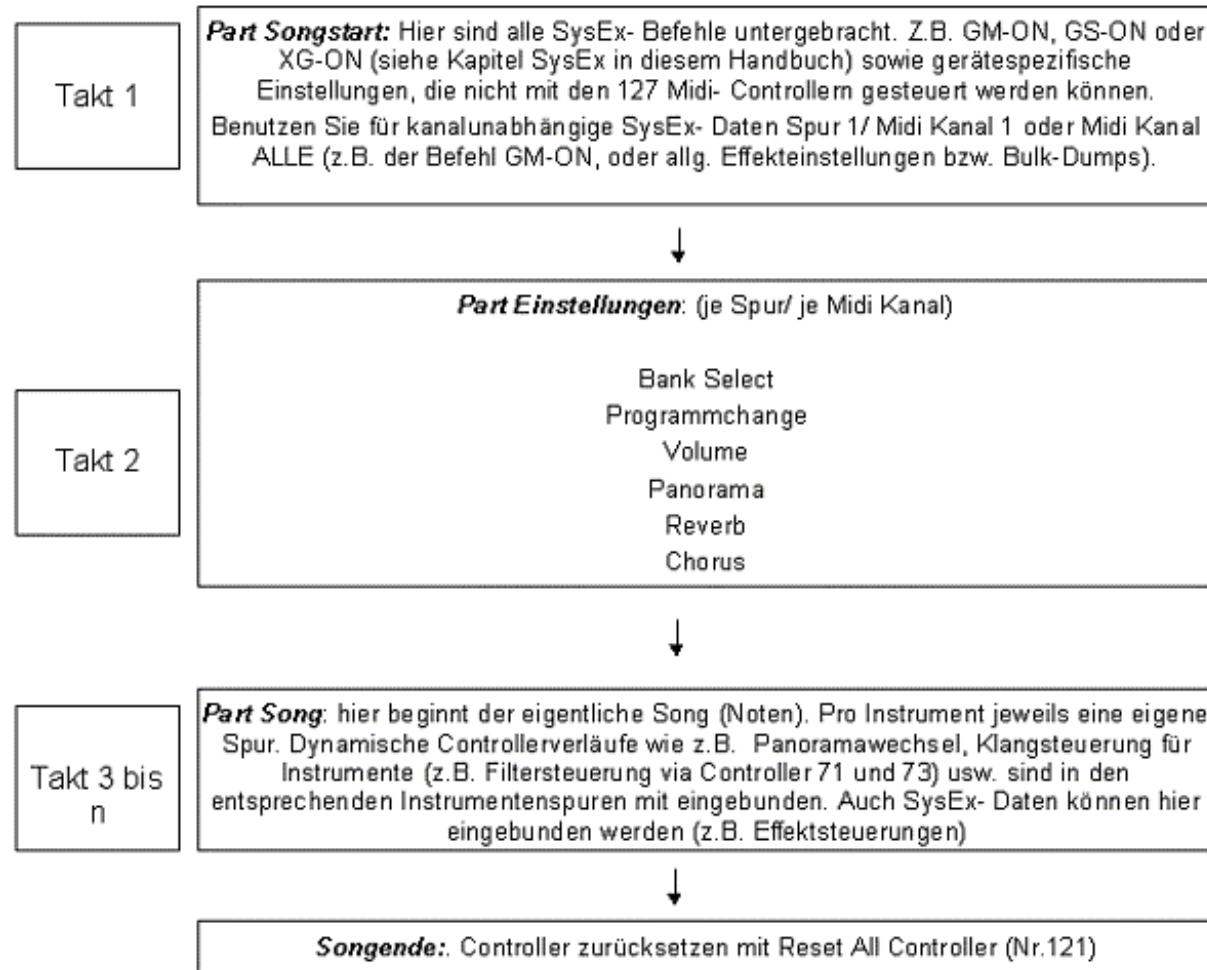 Takt 1
Part Songstart: Hier sind alle SysEx- Befehle untergebracht. Z.B. GM-ON, GS-ON oder
XG-ON (siehe Kapitel SysEx in diesem Handbuch) sowie gerätespezifische
Einstellungen, die nicht mit den 127 Midi- Controllern gesteuert werden können.
Benutzen Sie für kanalunabhängige SysEx- Daten Spur 1/ Midi Kanal 1 oder Midi Kanal
ALLE (z.B. der Befehl GM-ON, oder allg. Effekteinstellungen bzw. Bulk-Dumps).
Takt 2
Part Einstellungen: (je Spur/ je Midi Kanal)
Bank Select
Programmchange
Volume
Panorama
Reverb
Chorus
Takt 3 bis
n
Part Song: hier beginnt der eigentliche Song (Noten). Pro Instrument jeweils eine eigene
Spur. Dynamische Controllerverläufe wie z.B. Panoramawechsel, Klangsteuerung für
Instrumente (z.B. Filtersteuerung via Controller 71 und 73) usw. sind in den
entsprechenden Instrumentenspuren mit eingebunden. Auch SysEx- Daten können hier
eingebunden werden (z.B. Effektsteuerungen)
Songende:. Controller zurücksetzen mit Reset All Controller (Nr.121)